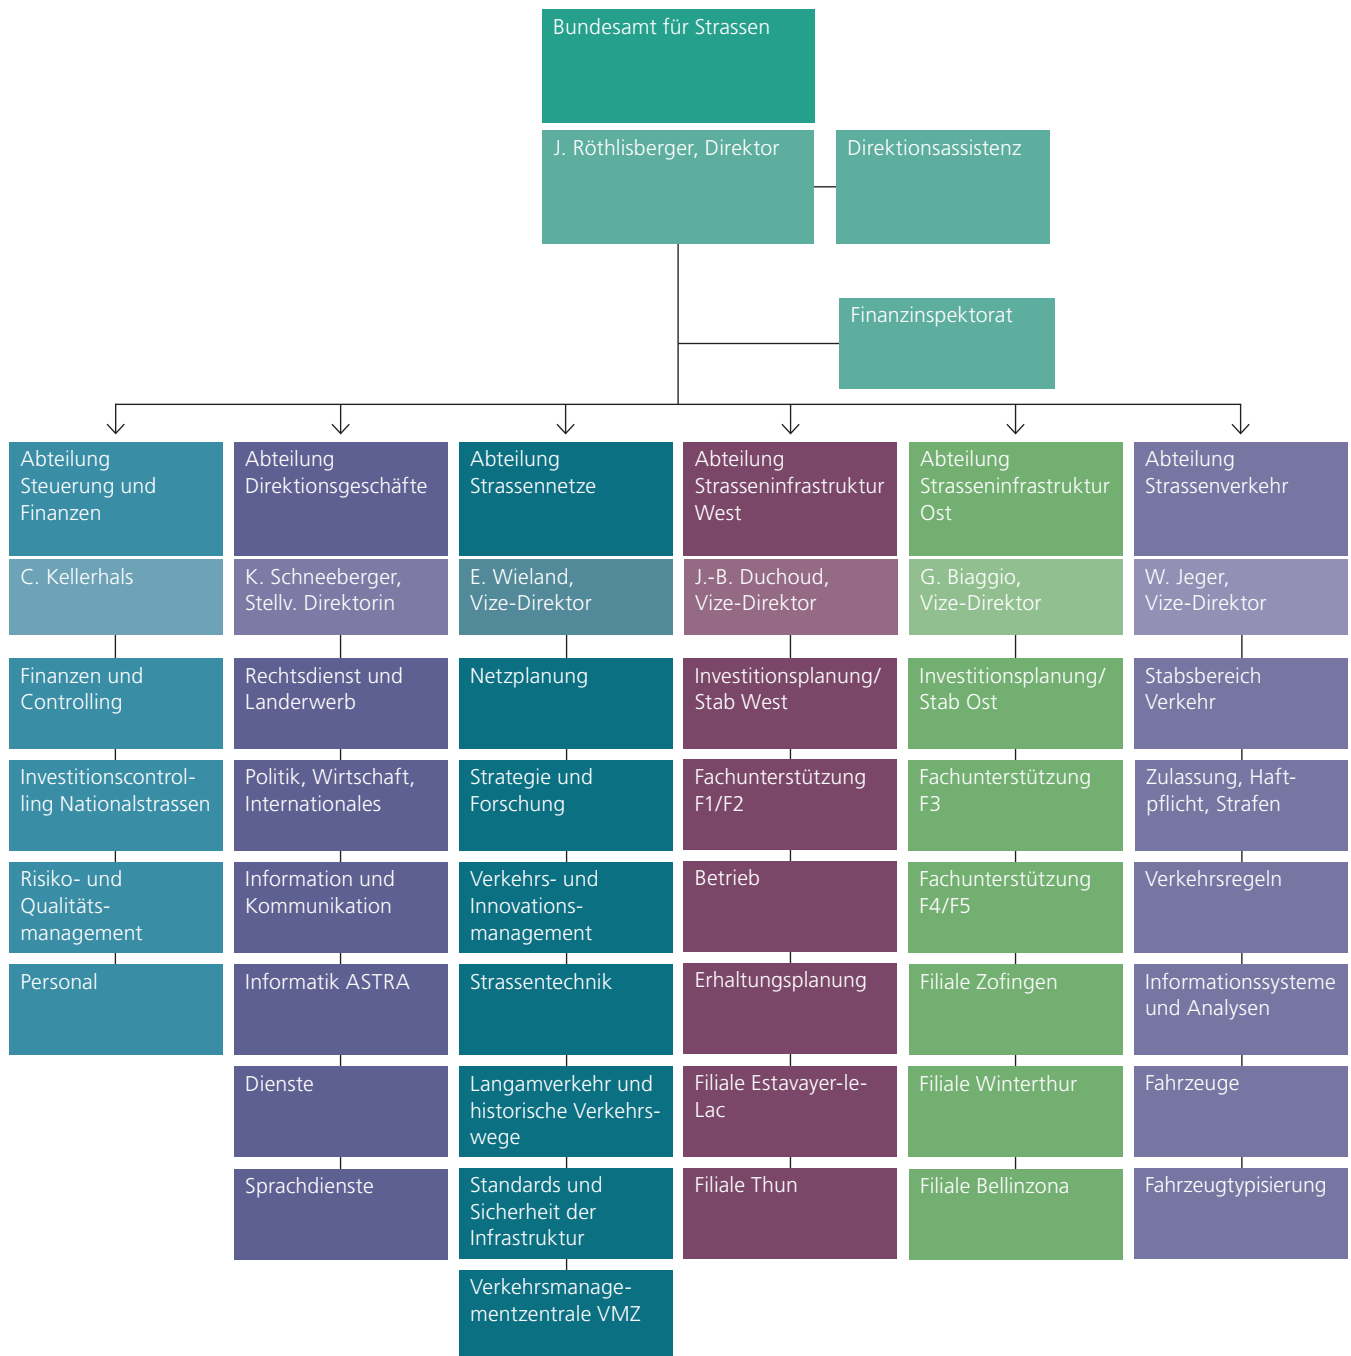 Bundesamt für Strassen
J. Röthlisberger, Direktor
Direktionsassistenz
Finanzinspektorat
Abteilung
Steuerung und
Finanzen
C. Kellerhals
Finanzen und
Controlling
Investitionscontrol-
ling Nationalstrassen
Risiko- und
Qualitäts-
management
Personal
Abteilung
Direktionsgeschäfte
K. Schneeberger,
Stellv. Direktorin
Rechtsdienst und
Landerwerb
Politik, Wirtschaft,
Internationales
Information und
Kommunikation
Informatik ASTRA
Dienste
Sprachdienste
Abteilung
Strassennetze
E. Wieland,
Vize-Direktor
Netzplanung
Strategie und
Forschung
Verkehrs- und
Innovations-
management
Strassentechnik
Langamverkehr und
historische Verkehrs-
wege
Standards und
Sicherheit der
Infrastruktur
Verkehrsmanage-
mentzentrale VMZ
Abteilung
Strasseninfrastruktur
West
J.-B. Duchoud,
Vize-Direktor
Investitionsplanung/
Stab West
Fachunterstützung
F1/F2
Betrieb
Erhaltungsplanung
Filiale Estavayer-le-
Lac
Filiale Thun
Abteilung
Strasseninfrastruktur
Ost
G. Biaggio,
Vize-Direktor
Investitionsplanung/
Stab Ost
Fachunterstützung
F3
Fachunterstützung
F4/F5
Filiale Zofingen
Filiale Winterthur
Filiale Bellinzona
Abteilung
Strassenverkehr
W. Jeger,
Vize-Direktor
Stabsbereich
Verkehr
Zulassung, Haft-
pflicht, Strafen
Verkehrsregeln
Informationssysteme
und Analysen
Fahrzeuge
Fahrzeugtypisierung